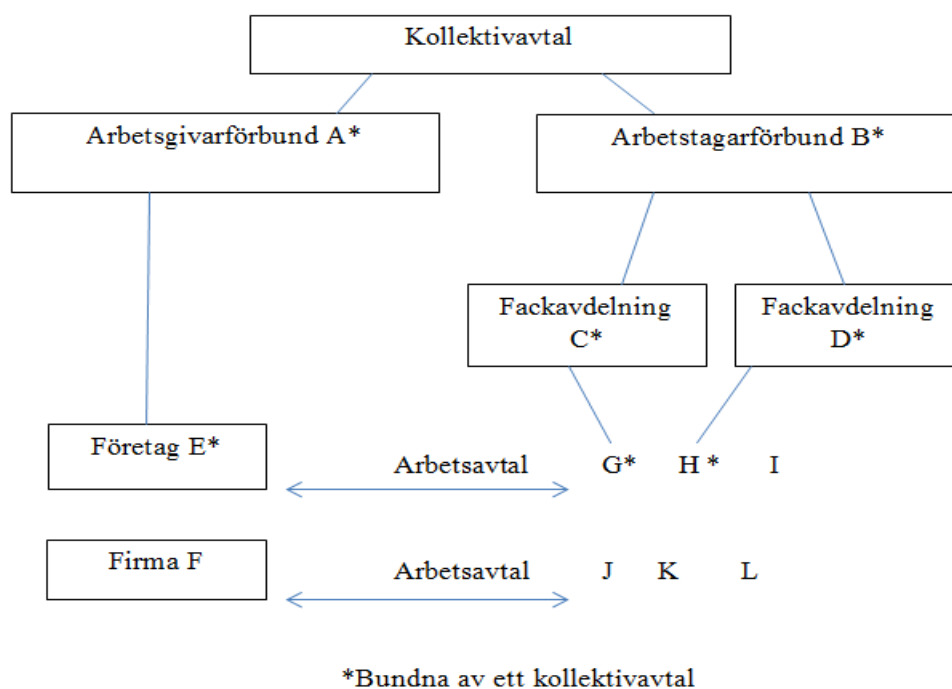 Kollektivavtal
Arbetsgivarförbund A*
Arbetstagarförbund B*
Fackavdelning
C*
Fackavdelning
D*
Företag E*
Arbetsavtal G* H * I
Firma F
Arbetsavtal J K L
*Bundna av ett kollektivavtal